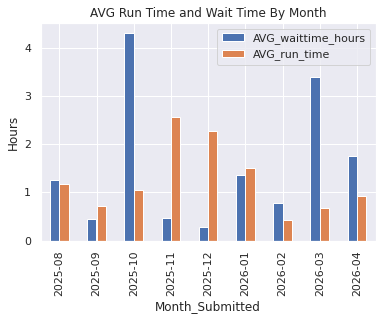 AVG Run Time and Wait Time By Month
AVG_waittime_hours
AVG_run_time
Hours
4
3
2
1
0
2025-08
2025-09
2025-10
2025-11
2025-12
2026-01
2026-02
2026-03
2026-04
Month_Submitted